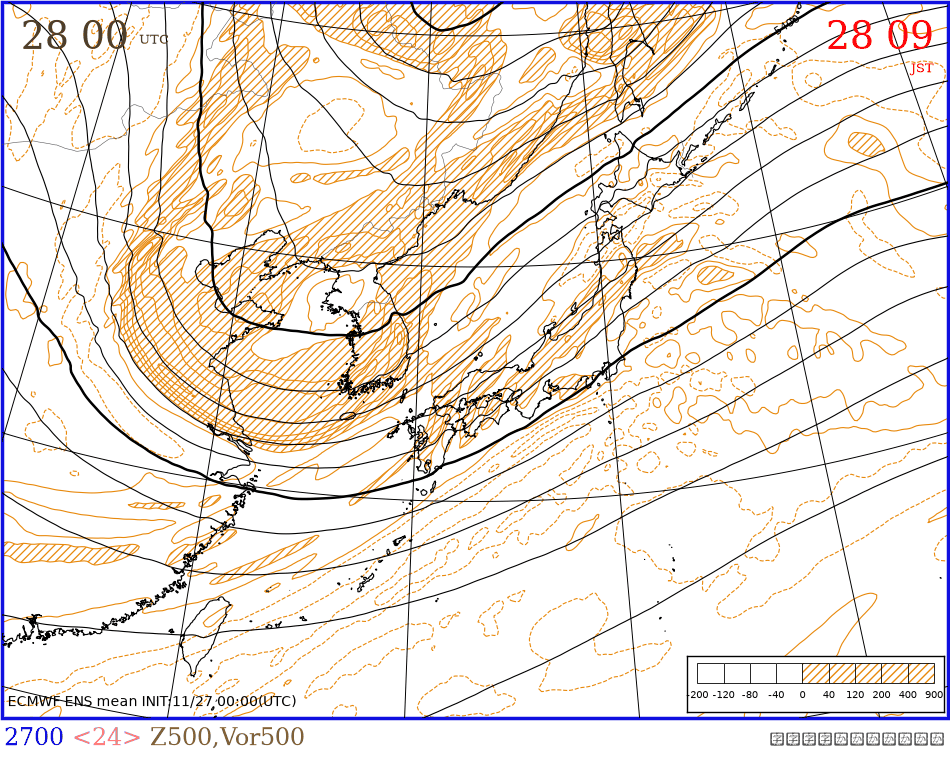 28 00 UTC
28 09
JST
ECMWF ENS mean INIT:11/27,00:00(UTC)
-200 -120 -80 -40 0 40 120 200 400 900
2700 <24> Z500,Vor500